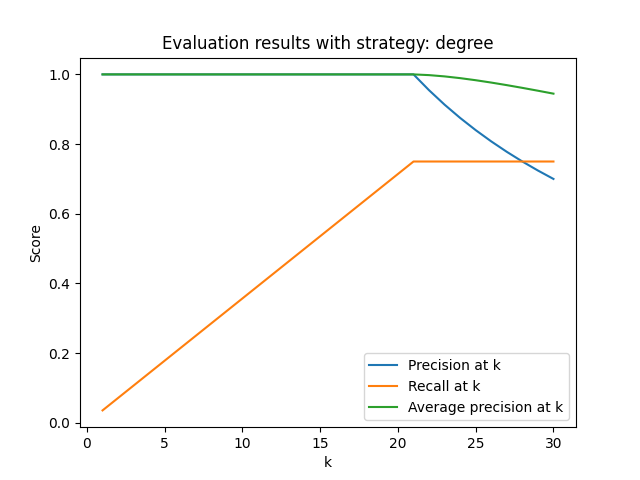 Evaluation results with strategy: degree
1.0
0.8
0.6
0.4
0.2
0.0
Score
0
5
10
15
20
25
30
k
Precision at k
Recall at k
Average precision at k